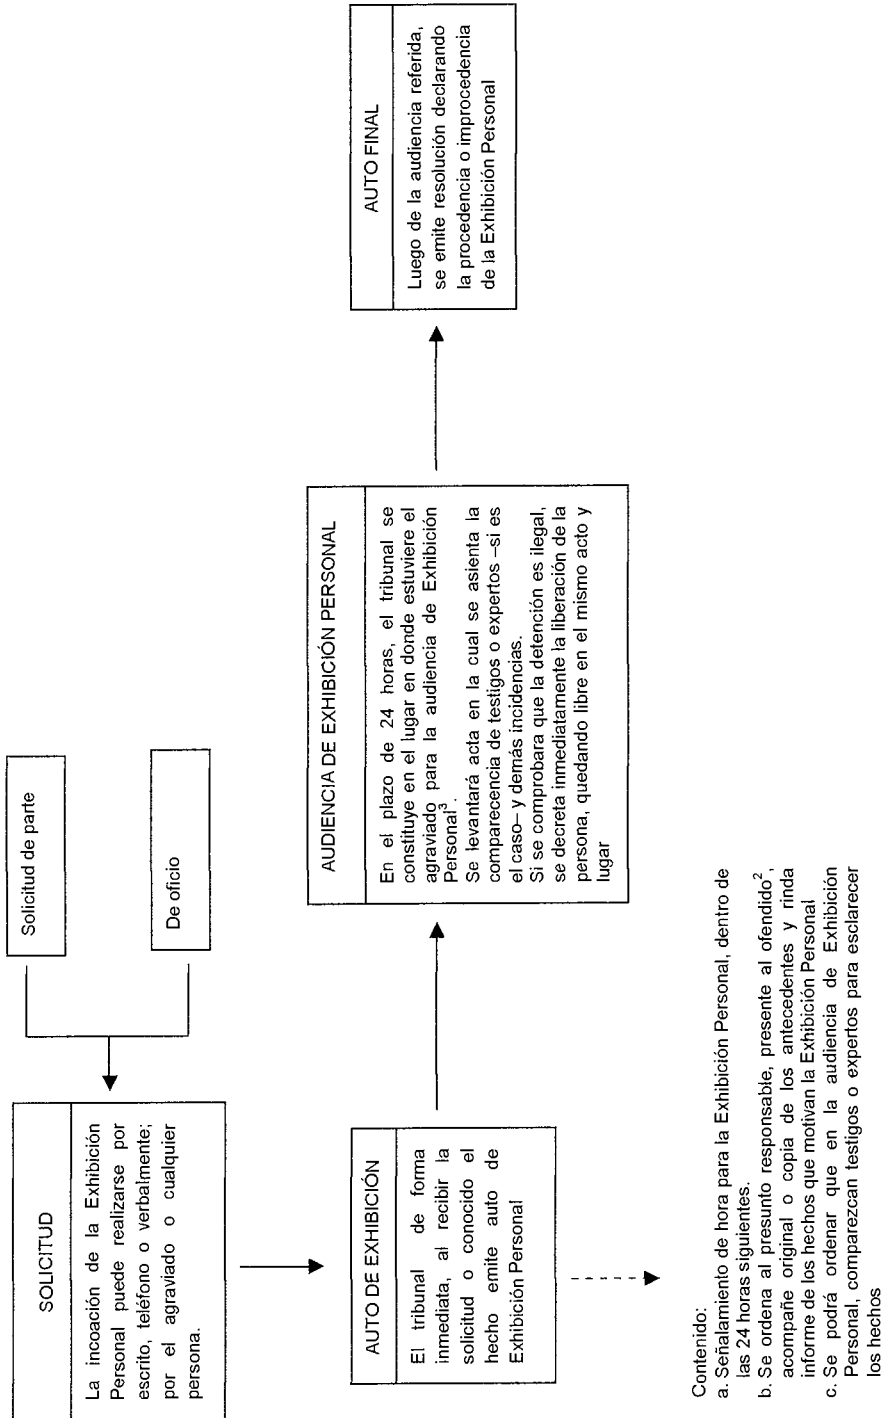 Solicitud de parte
De oficio
SOLICITUD
La incoación de la Exhibición
Personal puede realizarse por
escrito, teléfono o verbalmente;
por el agraviado o cualquier
persona.
AUTO DE EXHIBICIÓN
El tribunal de forma
inmediata, al recibir la
solicitud o conocido el
hecho emite auto de
Exhibición Personal
Contenido:
a. Señalamiento de hora para la Exhibición Personal, dentro de
las 24 horas siguientes.
b. Se ordena al presunto responsable, presente al ofendido²,
acompañe original o copia de los antecedentes y rinda
informe de los hechos que motivan la Exhibición Personal
c. Se podrá ordenar que en la audiencia de Exhibición
Personal, comparezcan testigos o expertos para esclarecer
los hechos
AUDIENCIA DE EXHIBICIÓN PERSONAL
En el plazo de 24 horas, el tribunal se
constituye en el lugar en donde estuviere el
agraviado para la audiencia de Exhibición
Personal³.
Se levantará acta en la cual se asienta la
comparecencia de testigos o expertos –si es
el caso– y demás incidencias.
Si se comprobara que la detención es ilegal,
se decreta inmediatamente la liberación de la
persona, quedando libre en el mismo acto y
lugar
AUTO FINAL
Luego de la audiencia referida,
se emite resolución declarando
la procedencia o improcedencia
de la Exhibición Personal